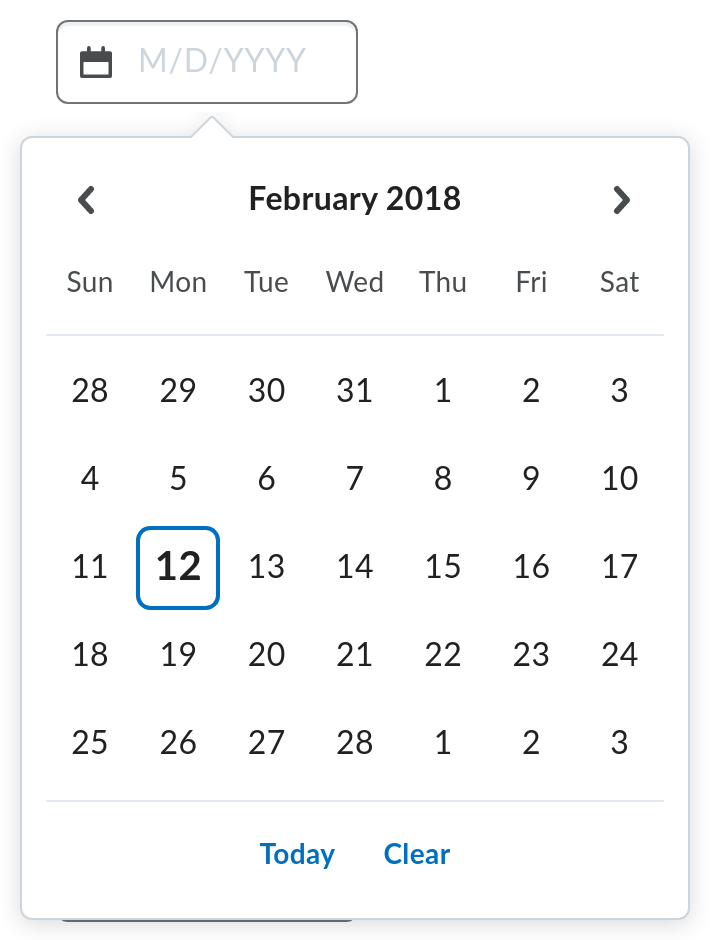 M/D/YYYY
February 2018
Sun Mon Tue Wed Thu Fri Sat
28 29 30 31 1 2 3
4 5 6 7 8 9 10
11 12 13 14 15 16 17
18 19 20 21 22 23 24
25 26 27 28 1 2 3
Today Clear